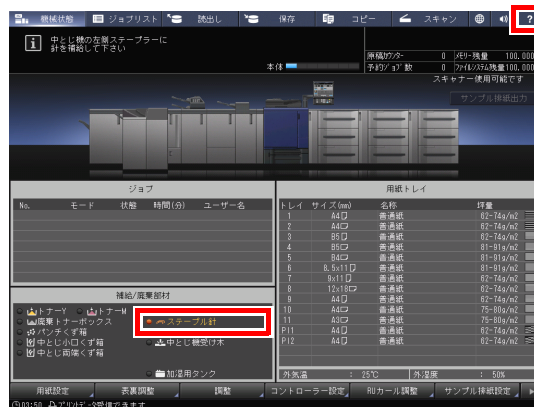 機械状態 ジョブリスト 読出し 保存 コピー スキャン ?
中とじ機の左側ステープラーに
針を補給して下さい
本体
原稿カウンター 0 メモリー残量 100.000
予約ジョブ数 0 ファイルシステム残量 100.000
スキャナー使用可能です
サンプル排紙出力
ジョブ
No. モード 状態 時間(分) ユーザー名
用紙トレイ
トレイ サイズ(mm) 名称 坪量
1 A4 普通紙 62-74g/m2
2 A4 普通紙 62-74g/m2
3 B5 普通紙 62-74g/m2
4 B5 普通紙 81-91g/m2
5 B4 普通紙 81-91g/m2
6 8.5x11 普通紙 81-91g/m2
7 9x11 普通紙 62-74g/m2
8 12x18 普通紙 62-74g/m2
9 A4 普通紙 62-74g/m2
10 A4 普通紙 75-80g/m2
11 A3 普通紙 75-80g/m2
PI1 A4 普通紙 62-74g/m2
PI2 A4 普通紙 62-74g/m2
補給/廃棄部材
トナーY トナーM
廃棄トナーボックス
パンチくず箱
中とじ小口くず箱
中とじ両端くず箱
ステープル針
中とじ機受け木
加湿用タンク
外気温 : 25℃ 外湿度 : 50%
用紙設定 表裏調整 調整 コントローラー設定 RUカール調整 サンプル排紙設定
03:50 プリントデータ受信できます